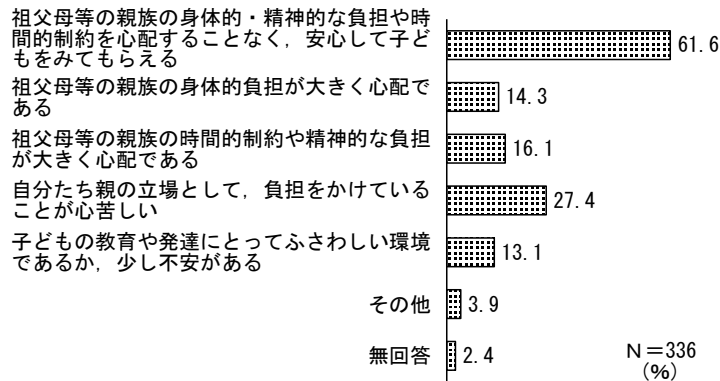 祖父母等の親族の身体的・精神的な負担や時
間的制約を心配することなく，安心して子ど
もをみてもらえる
61.6
祖父母等の親族の身体的負担が大きく心配で
ある
14.3
祖父母等の親族の時間的制約や精神的な負担
が大きく心配である
16.1
自分たち親の立場として，負担をかけている
ことが心苦しい
27.4
子どもの教育や発達にとってふさわしい環境
であるか，少し不安がある
13.1
その他
3.9
無回答
2.4
Ｎ＝336
（%）